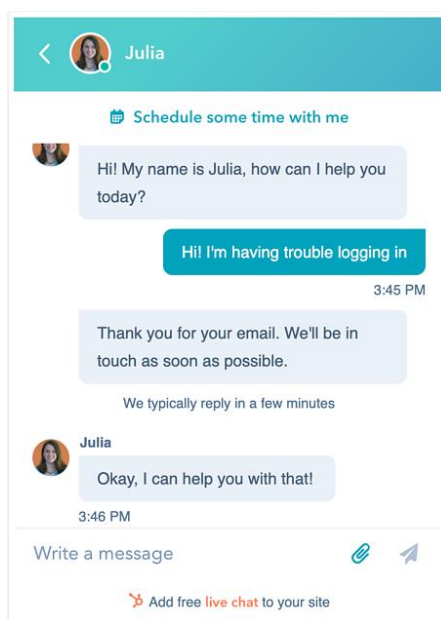 Julia
Schedule some time with me
Hi! My name is Julia, how can I help you
today?
Hi! I'm having trouble logging in
3:45 PM
Thank you for your email. We'll be in
touch as soon as possible.
We typically reply in a few minutes
Julia
Okay, I can help you with that!
3:46 PM
Write a message
Add free live chat to your site